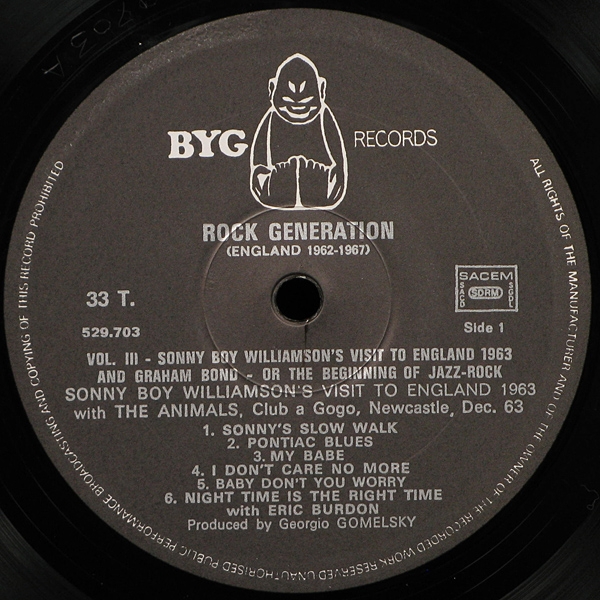 BYG RECORDS
ROCK GENERATION
(ENGLAND 1962-1967)
33 T.
529.703
SACEM
SACD SDRM SGDL
Side 1
VOL. III - SONNY BOY WILLIAMSON'S VISIT TO ENGLAND 1963
AND GRAHAM BOND - OR THE BEGINNING OF JAZZ-ROCK
SONNY BOY WILLIAMSON'S VISIT TO ENGLAND 1963
with THE ANIMALS, Club a Gogo, Newcastle, Dec. 63
1. SONNY'S SLOW WALK
2. PONTIAC BLUES
3. MY BABE
4. I DON'T CARE NO MORE
5. BABY DON'T YOU WORRY
6. NIGHT TIME IS THE RIGHT TIME
with ERIC BURDON
Produced by Georgio GOMELSKY
ALL RIGHTS OF THE MANUFACTURER AND OF THE OWNER OF THE RECORDED WORK RESERVED UNAUTHORISED PUBLIC PERFORMANCE BROADCASTING AND COPYING OF THIS RECORD PROHIBITED